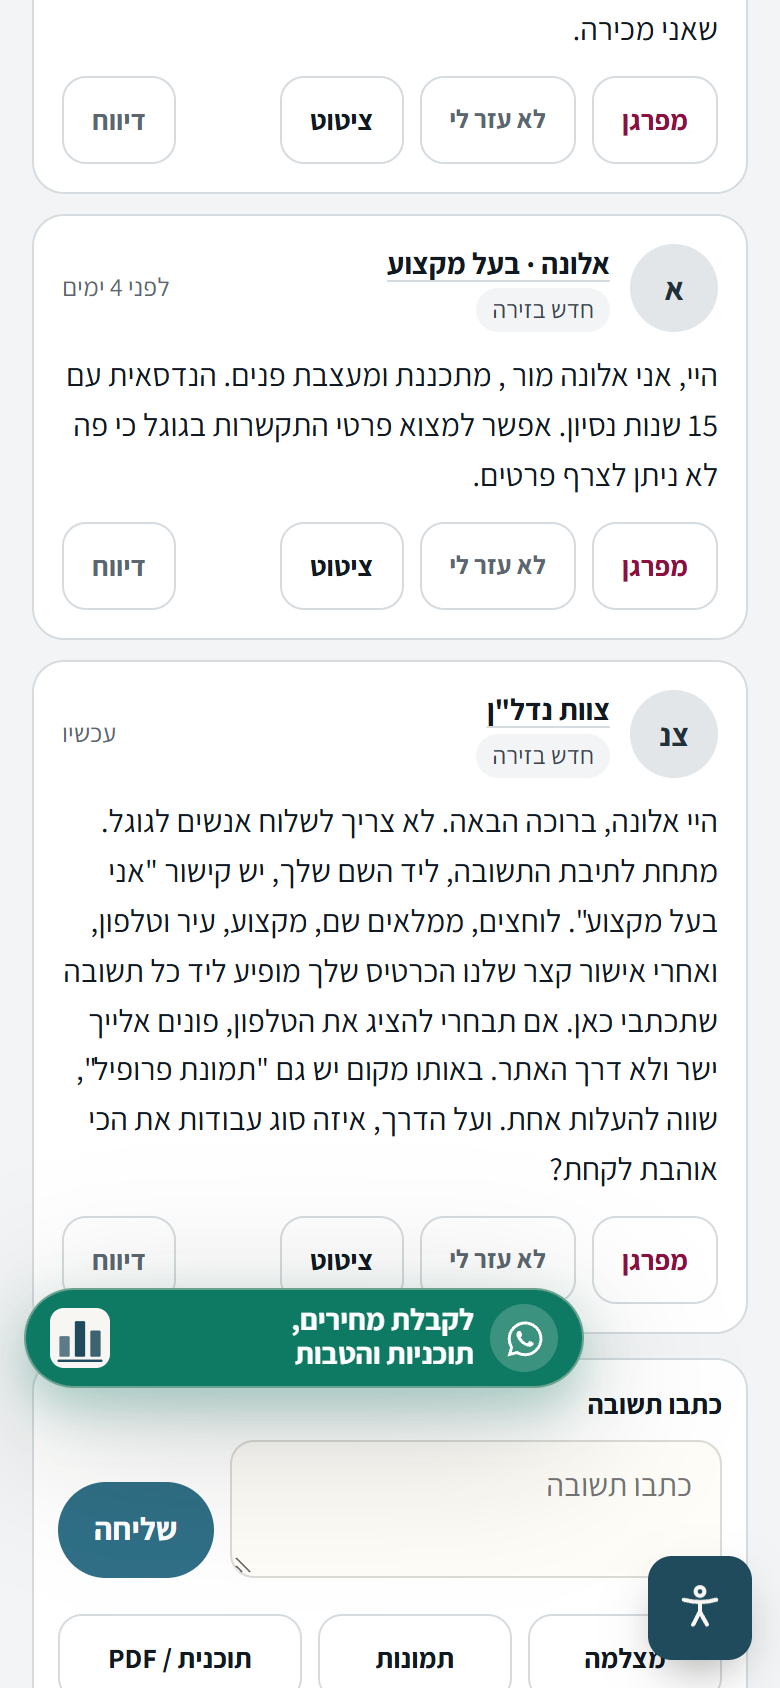 שאני מכירה.
מפרגן
לא עזר לי
ציטוט
דיווח
א
אלונה · בעל מקצוע
חדש בזירה
לפני 4 ימים
היי, אני אלונה מור , מתכננת ומעצבת פנים. הנדסאית עם
15 שנות נסיון. אפשר למצוא פרטי התקשרות בגוגל כי פה
לא ניתן לצרף פרטים.
מפרגן
לא עזר לי
ציטוט
דיווח
צנ
צוות נדל"ן
חדש בזירה
עכשיו
היי אלונה, ברוכה הבאה. לא צריך לשלוח אנשים לגוגל.
מתחת לתיבת התשובה, ליד השם שלך, יש קישור "אני
בעל מקצוע". לוחצים, ממלאים שם, מקצוע, עיר וטלפון,
ואחרי אישור קצר שלנו הכרטיס שלך מופיע ליד כל תשובה
שתכתבי כאן. אם תבחרי להציג את הטלפון, פונים אלייך
ישר ולא דרך האתר. באותו מקום יש גם "תמונת פרופיל",
שווה להעלות אחת. ועל הדרך, איזה סוג עבודות את הכי
אוהבת לקחת?
מפרגן
לא עזר לי
ציטוט
דיווח
לקבלת מחירים,
תוכניות והטבות
כתבו תשובה
כתבו תשובה
שליחה
מצלמה
תמונות
תוכנית / PDF